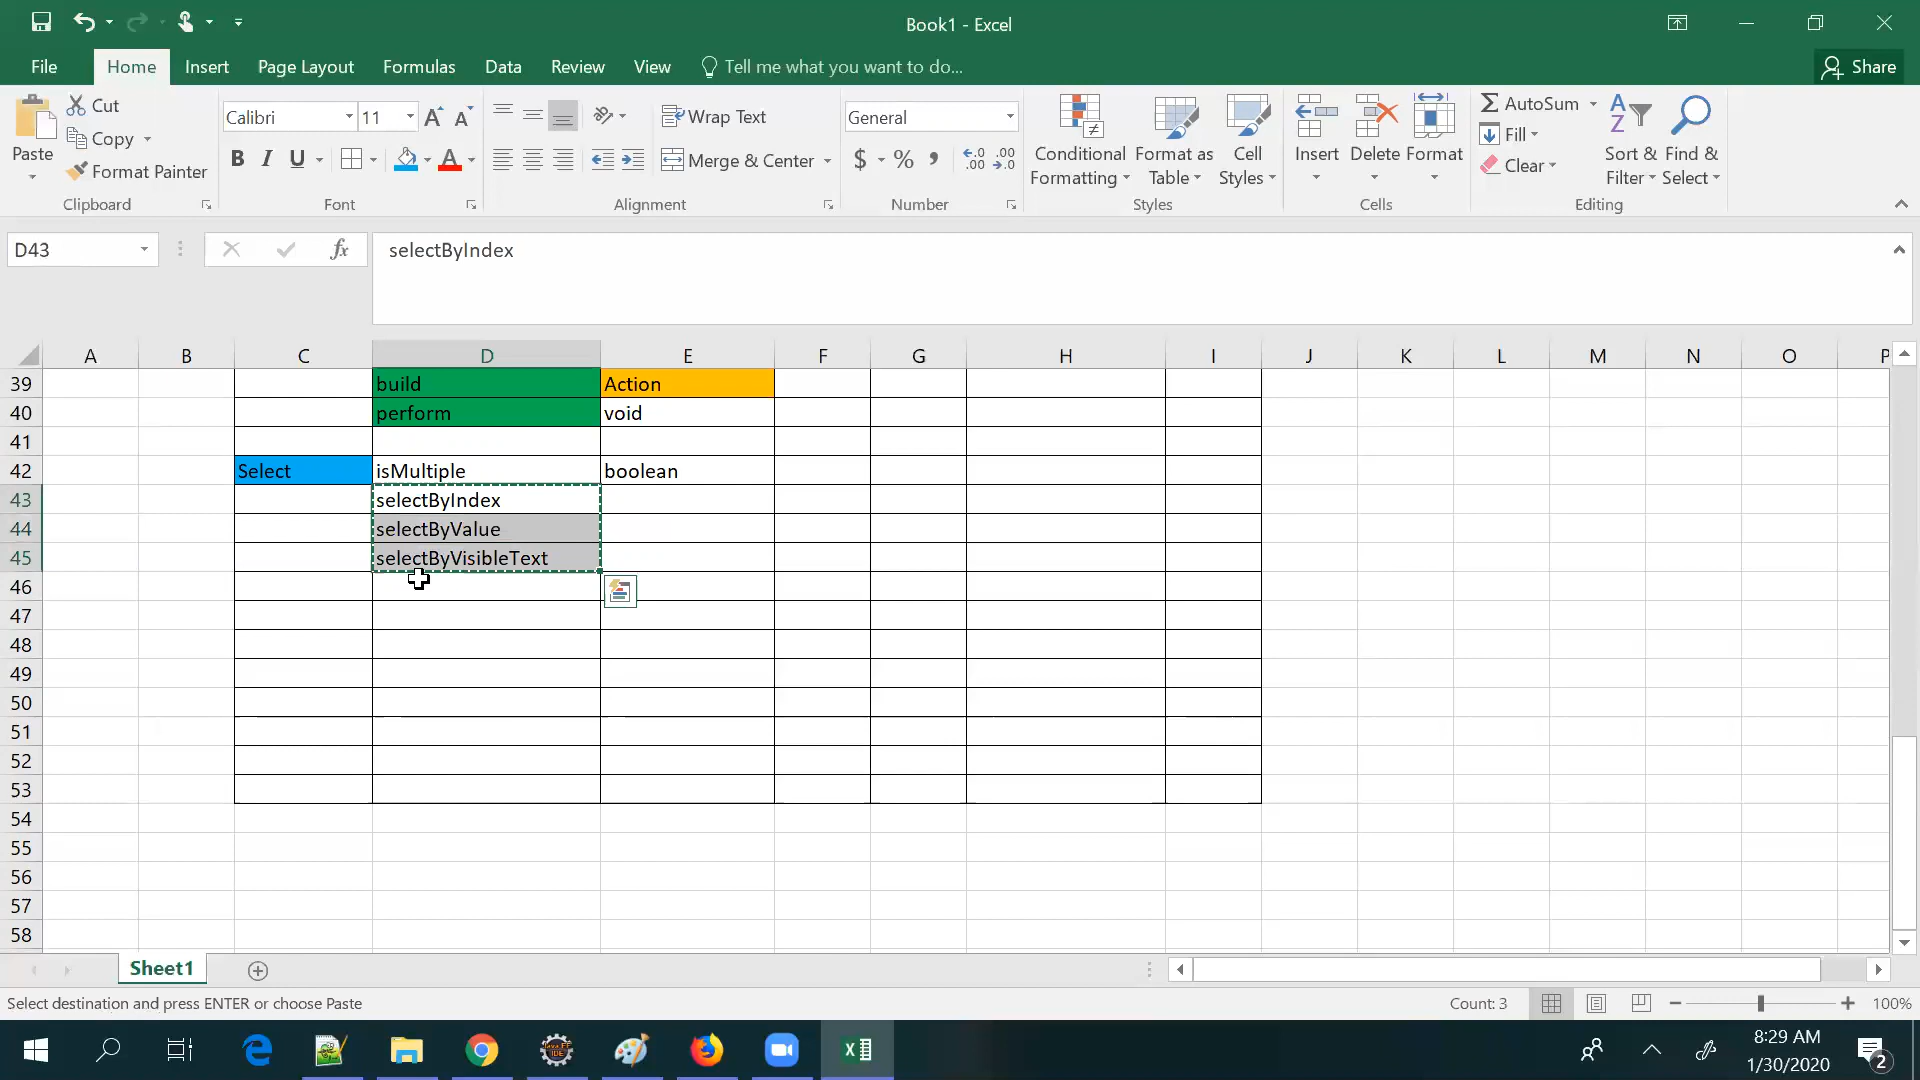 Book1 - Excel
File Home Insert Page Layout Formulas Data Review View Tell me what you want to do... Share
Paste
Cut
Copy
Format Painter
Clipboard
Calibri 11
B I U
Font
Wrap Text
Merge & Center
Alignment
General
$ % ,
Number
Conditional Formatting
Format as Table
Cell Styles
Styles
Insert Delete Format
Cells
AutoSum
Fill
Clear
Sort & Filter
Find & Select
Editing
D43 fx selectByIndex
A B C D E F G H I J K L M N O P
39 build Action
40 perform void
41
42 Select isMultiple boolean
43 selectByIndex
44 selectByValue
45 selectByVisibleText
46
47
48
49
50
51
52
53
54
55
56
57
58
Sheet1
Select destination and press ENTER or choose Paste Count: 3 100%
8:29 AM
1/30/2020
2